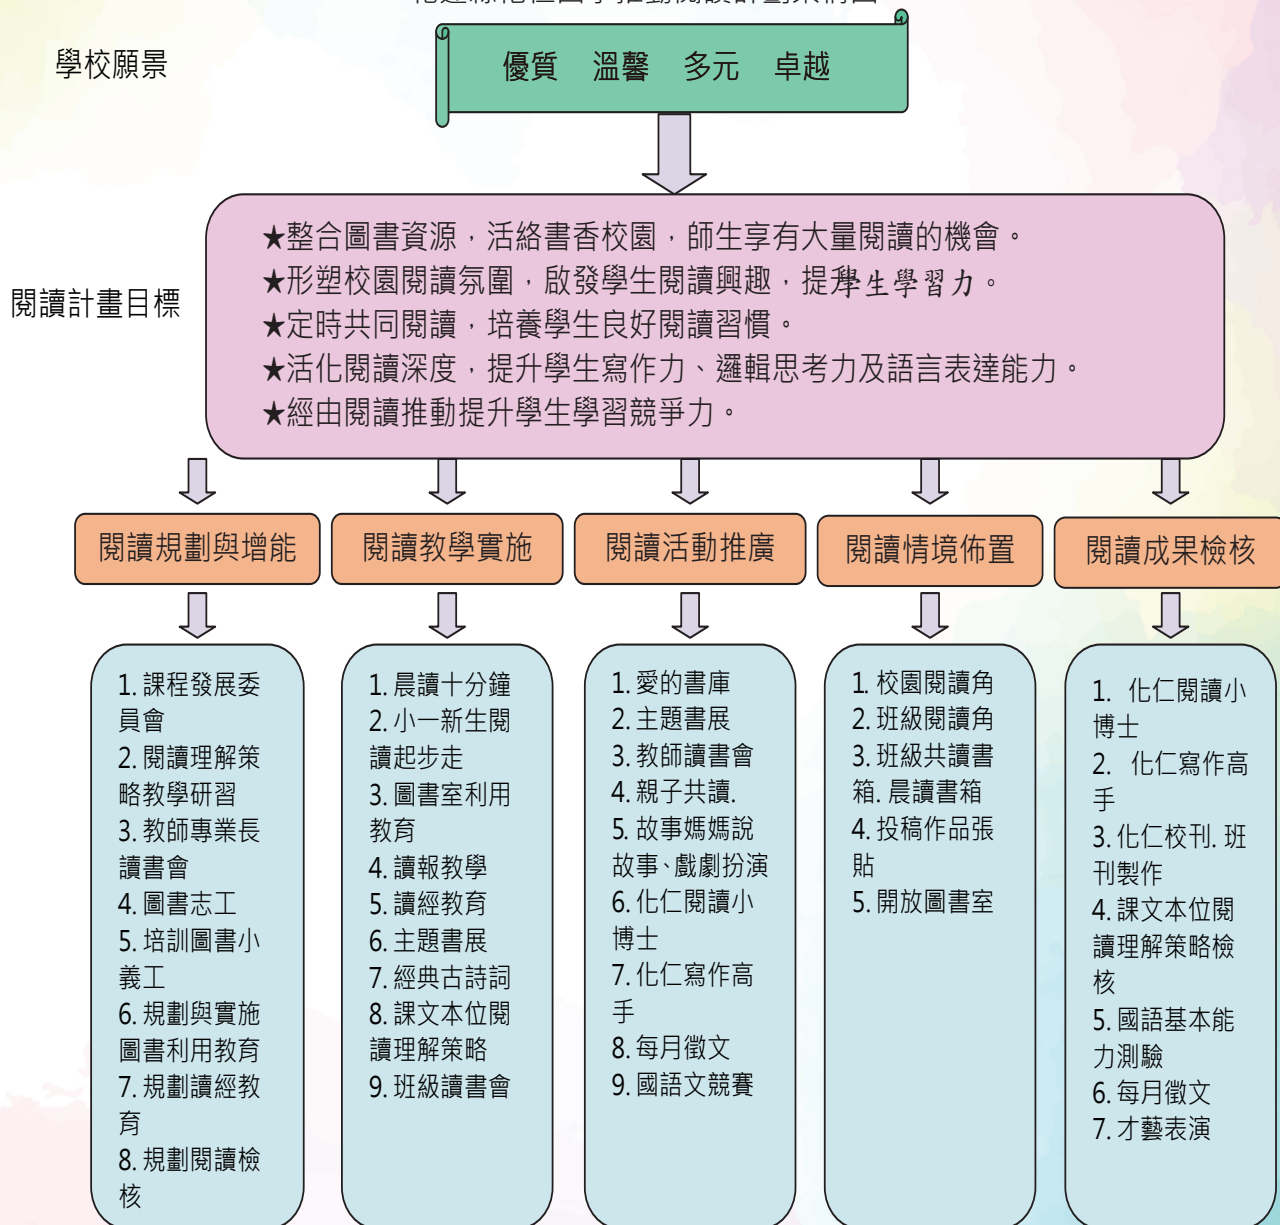 學校願景
優質 溫馨 多元 卓越
閱讀計畫目標
★整合圖書資源，活絡書香校園，師生享有大量閱讀的機會。
★形塑校園閱讀氛圍，啟發學生閱讀興趣，提升學生學習力。
★定時共同閱讀，培養學生良好閱讀習慣。
★活化閱讀深度，提升學生寫作力、邏輯思考力及語言表達能力。
★經由閱讀推動提升學生學習競爭力。
閱讀規劃與增能
1. 課程發展委
員會
2. 閱讀理解策
略教學研習
3. 教師專業長
讀書會
4. 圖書志工
5. 培訓圖書小
義工
6. 規劃與實施
圖書利用教育
7. 規劃讀經教
育
8. 規劃閱讀檢
核
閱讀教學實施
1. 晨讀十分鐘
2. 小一新生閱
讀起步走
3. 圖書室利用
教育
4. 讀報教學
5. 讀經教育
6. 主題書展
7. 經典古詩詞
8. 課文本位閱
讀理解策略
9. 班級讀書會
閱讀活動推廣
1. 愛的書庫
2. 主題書展
3. 教師讀書會
4. 親子共讀.
5. 故事媽媽說
故事、戲劇扮演
6. 化仁閱讀小
博士
7. 化仁寫作高
手
8. 每月徵文
9. 國語文競賽
閱讀情境佈置
1. 校園閱讀角
2. 班級閱讀角
3. 班級共讀書
箱. 晨讀書箱
4. 投稿作品張
貼
5. 開放圖書室
閱讀成果檢核
1. 化仁閱讀小
博士
2. 化仁寫作高
手
3. 化仁校刊. 班
刊製作
4. 課文本位閱
讀理解策略檢
核
5. 國語基本能
力測驗
6. 每月徵文
7. 才藝表演